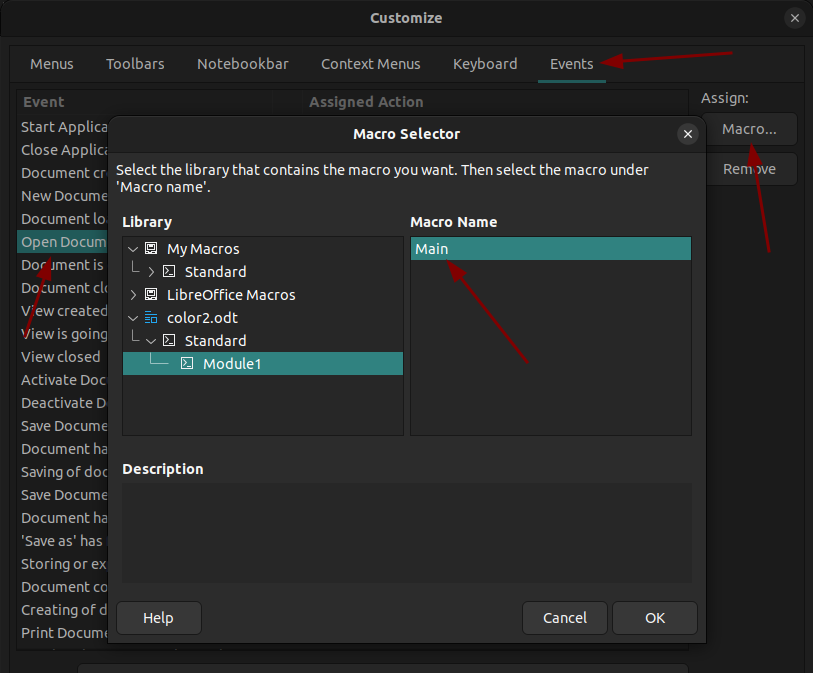 Customize
Menus
Toolbars
Notebookbar
Context Menus
Keyboard
Events
Event
Assigned Action
Assign:
Macro...
Remove
Start Applica
Close Applica
Document cr
New Docume
Document loa
Open Docum
Document is
Document clo
View created
View is going
View closed
Activate Doc
Deactivate D
Save Docume
Document ha
Saving of doc
Save Docume
Document ha
'Save as' has
Storing or ex
Document co
Creating of d
Print Docume
Macro Selector
Select the library that contains the macro you want. Then select the macro under
'Macro name'.
Library
My Macros
Standard
LibreOffice Macros
color2.odt
Standard
Module1
Macro Name
Main
Description
Help
Cancel
OK